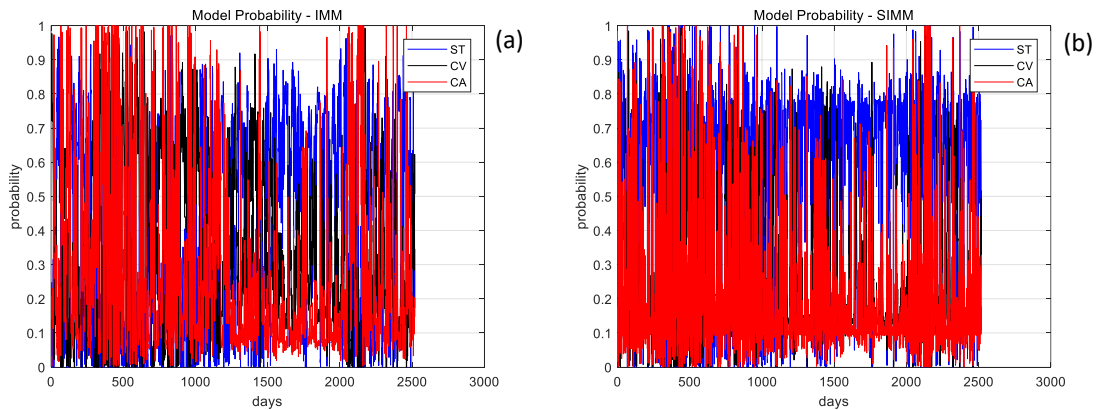 Model Probability - IMM
(a)
1
0.9
0.8
0.7
0.6
0.5
0.4
0.3
0.2
0.1
0
probability
ST
CV
CA
0 500 1000 1500 2000 2500 3000
days
Model Probability - SIMM
(b)
1
0.9
0.8
0.7
0.6
0.5
0.4
0.3
0.2
0.1
0
probability
ST
CV
CA
0 500 1000 1500 2000 2500 3000
days